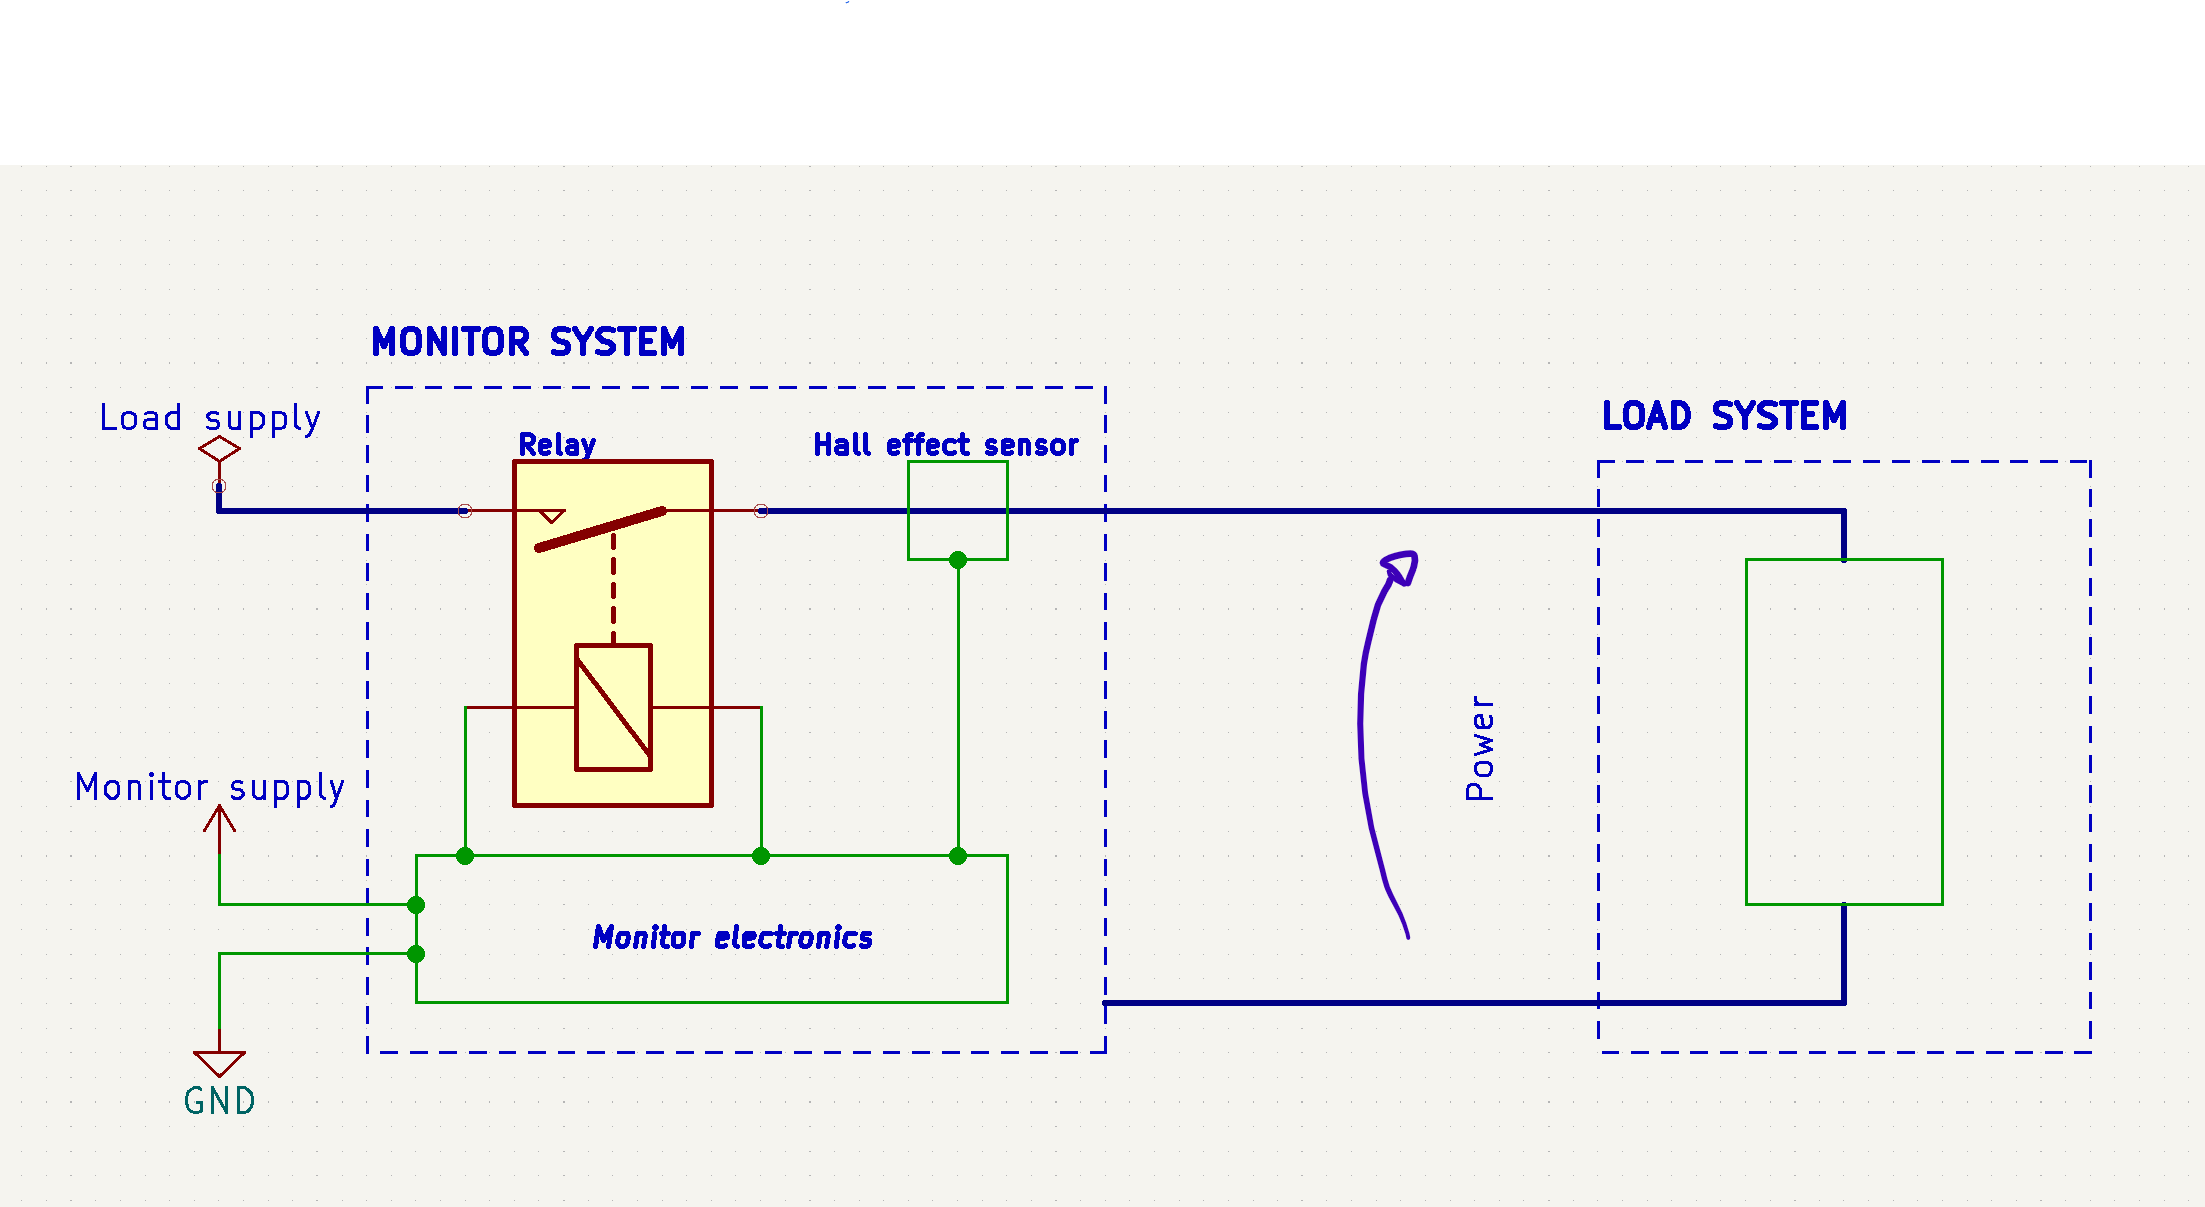 MONITOR SYSTEM
Load supply
LOAD SYSTEM
Relay
Hall effect sensor
Power
Monitor supply
Monitor electronics
GND